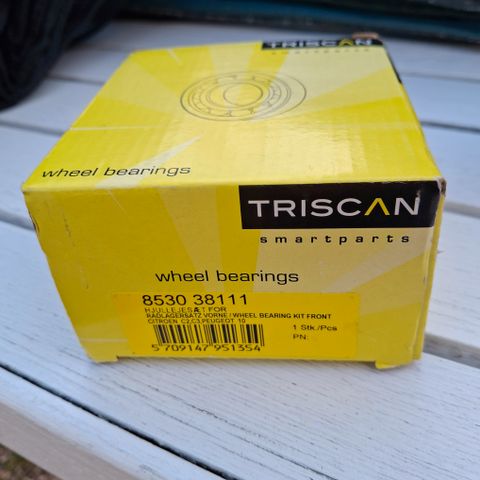 TRISCAN
smartparts
wheel bearings
TRISCAN
smartparts
wheel bearings
8530 38111
HJULLEJESÆT FOR
RADLAGERSATZ VORNE / WHEEL BEARING KIT FRONT
CITROEN C2,C3,PEUGEOT 10
1 Stk./Pcs
PN:
5 709147 951354